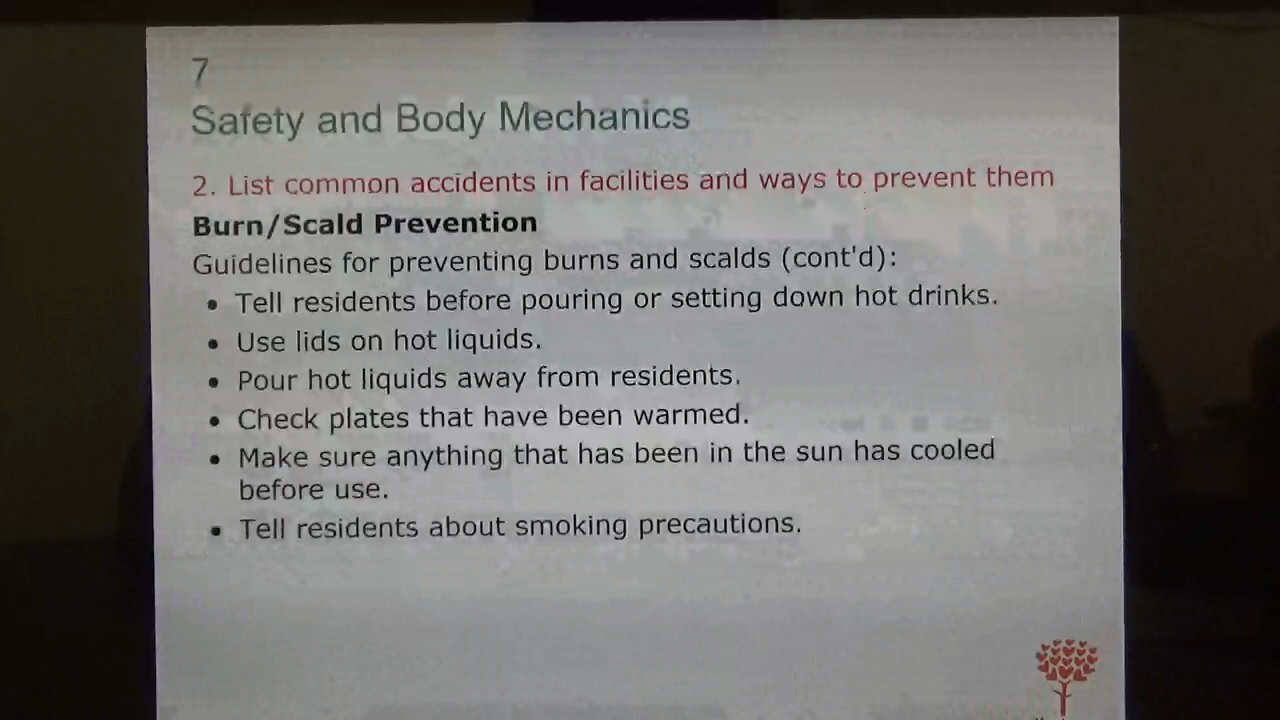 7
Safety and Body Mechanics
2. List common accidents in facilities and ways to prevent them
Burn/Scald Prevention
Guidelines for preventing burns and scalds (cont'd):
• Tell residents before pouring or setting down hot drinks.
• Use lids on hot liquids.
• Pour hot liquids away from residents.
• Check plates that have been warmed.
• Make sure anything that has been in the sun has cooled
before use.
• Tell residents about smoking precautions.